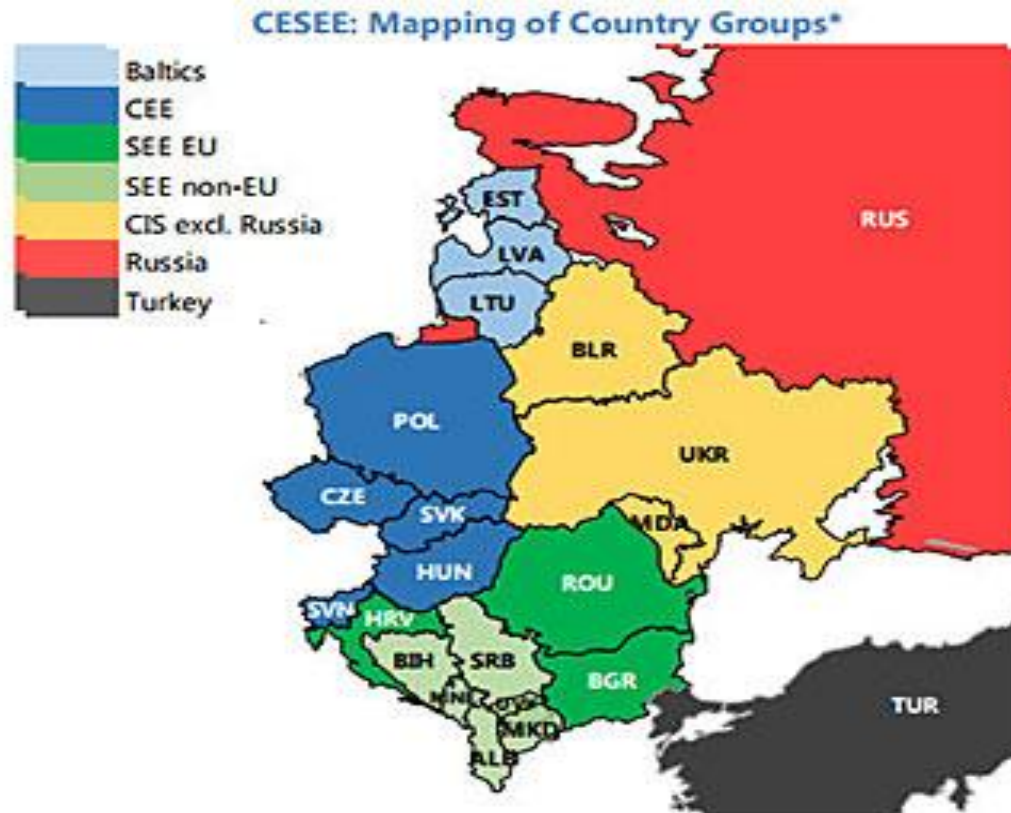 CESEE: Mapping of Country Groups*
Baltics
CEE
SEE EU
SEE non-EU
CIS excl. Russia
Russia
Turkey
EST
RUS
LVA
LTU
BLR
POL
UKR
CZE
SVK
MDA
HUN
ROU
SVN
HRV
BIH
SRB
BGR
MKD
TUR
ALB